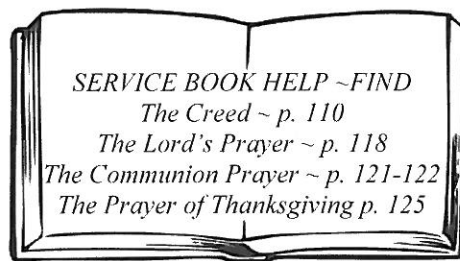 SERVICE BOOK HELP ~FIND
The Creed ~ p. 110
The Lord's Prayer ~ p. 118
The Communion Prayer ~ p. 121-122
The Prayer of Thanksgiving p. 125